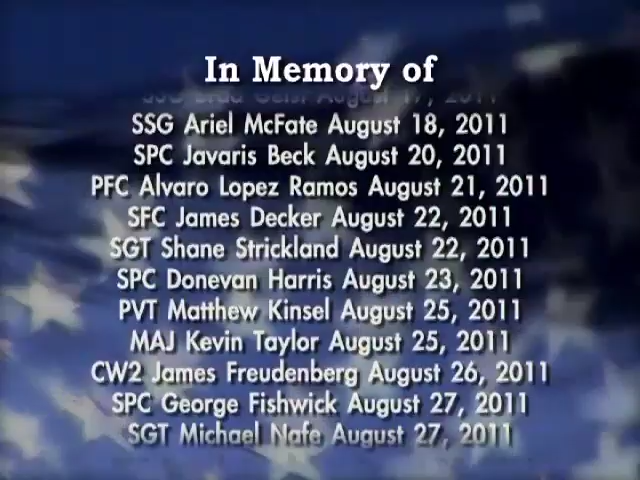 In Memory of
August 17, 2011
SSG Ariel McFate August 18, 2011
SPC Javaris Beck August 20, 2011
PFC Alvaro Lopez Ramos August 21, 2011
SFC James Decker August 22, 2011
SGT Shane Strickland August 22, 2011
SPC Donevan Harris August 23, 2011
PVT Matthew Kinsel August 25, 2011
MAJ Kevin Taylor August 25, 2011
CW2 James Freudenberg August 26, 2011
SPC George Fishwick August 27, 2011
SGT Michael Nafe August 27, 2011